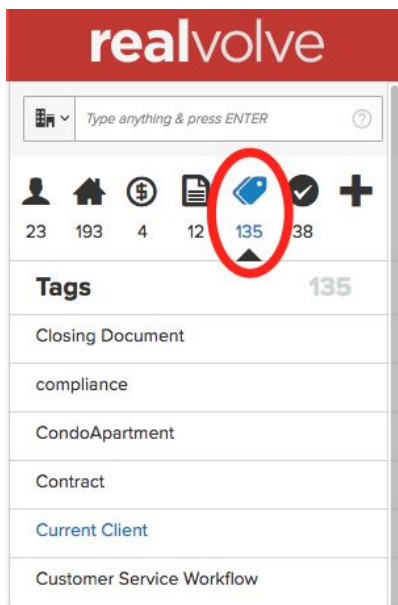 realvolve
Type anything & press ENTER
?
$
23 193 4 12 135 38
Tags 135
Closing Document
compliance
CondoApartment
Contract
Current Client
Customer Service Workflow